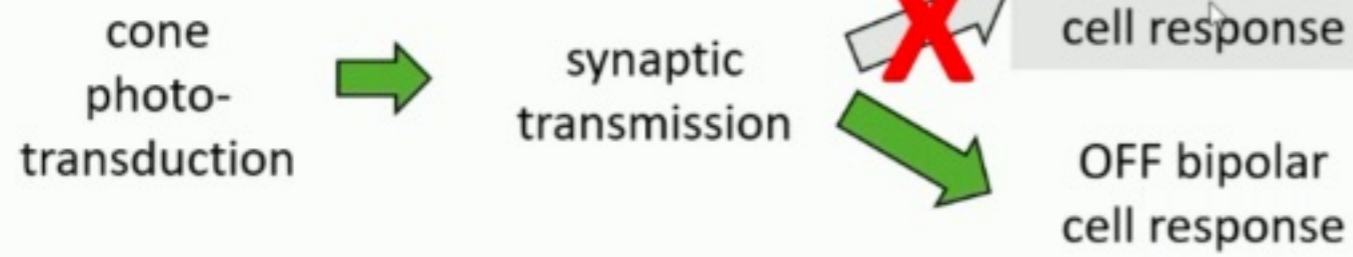 cone
photo-
transduction
synaptic
transmission
cell response
OFF bipolar
cell response